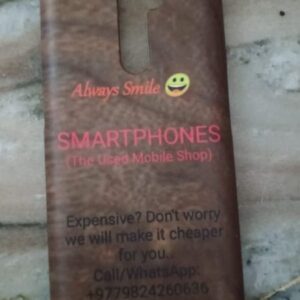 Always Smile
SMARTPHONES
(The Used Mobile Shop)
Expensive? Don't worry
we will make it cheaper
for you..
Call/WhatsApp:
+9779824260636